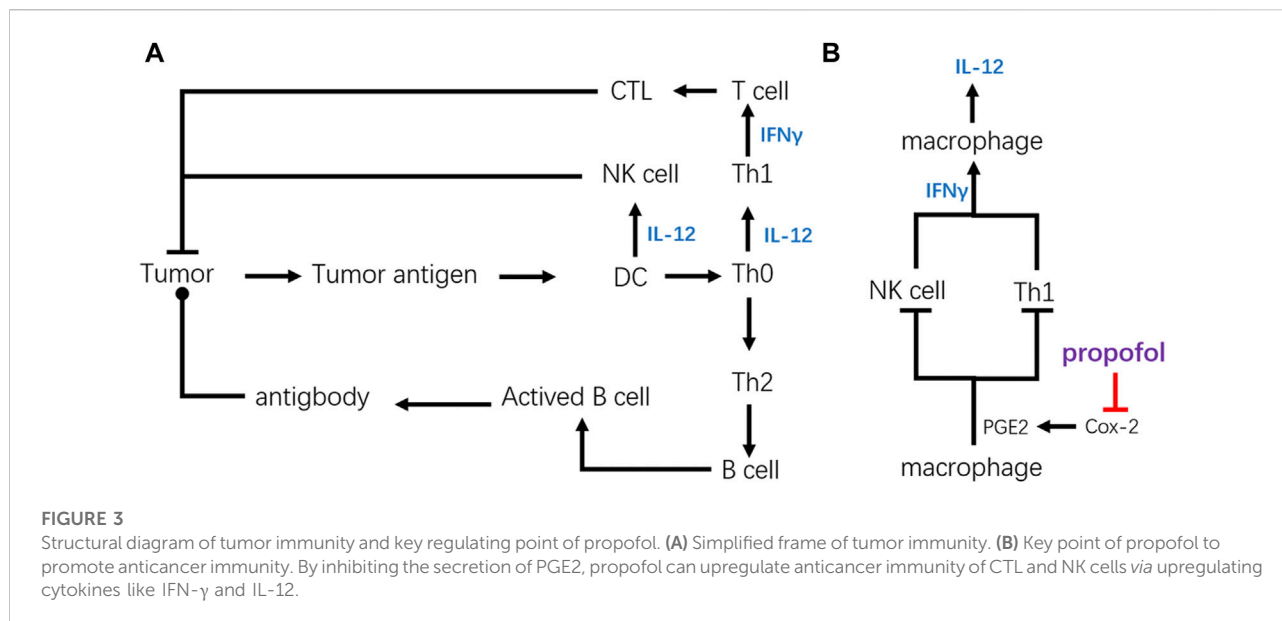 A
CTL
T cell
IFNγ
NK cell
Th1
IL-12
IL-12
Tumor
Tumor antigen
DC
Th0
Th2
antigbody
Actived B cell
B cell
B
IL-12
macrophage
IFNγ
NK cell
Th1
propofol
PGE2
Cox-2
macrophage
FIGURE 3
Structural diagram of tumor immunity and key regulating point of propofol. (A) Simplified frame of tumor immunity. (B) Key point of propofol to
promote anticancer immunity. By inhibiting the secretion of PGE2, propofol can upregulate anticancer immunity of CTL and NK cells via upregulating
cytokines like IFN-γ and IL-12.